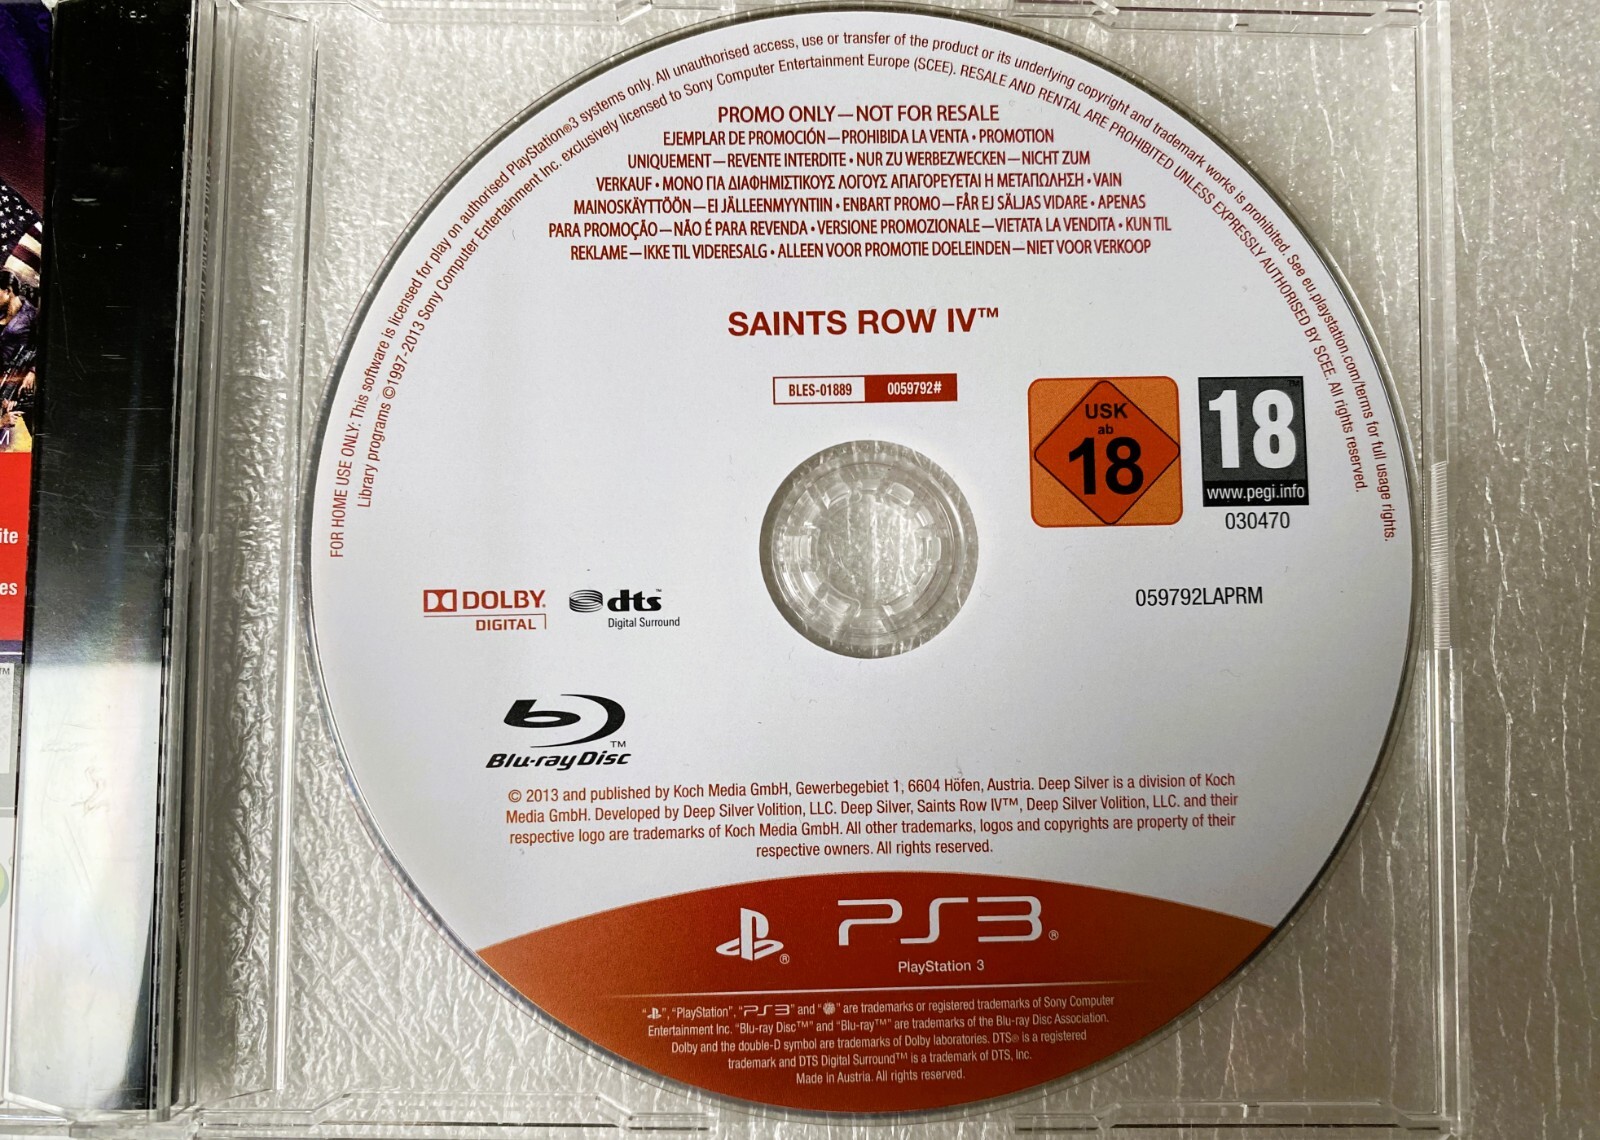 FOR HOME USE ONLY: This software is licensed for play on authorised PlayStation®3 systems only. All unauthorised access, use or transfer of the product or its underlying copyright and trademark works is prohibited. See eu.playstation.com/terms for full usage rights.
Library programs ©1997-2013 Sony Computer Entertainment Inc. exclusively licensed to Sony Computer Entertainment Europe (SCEE). RESALE AND RENTAL ARE PROHIBITED UNLESS EXPRESSLY AUTHORISED BY SCEE. All rights reserved.
PROMO ONLY—NOT FOR RESALE
EJEMPLAR DE PROMOCIÓN—PROHIBIDA LA VENTA • PROMOTION
UNIQUEMENT—REVENTE INTERDITE • NUR ZU WERBEZWECKEN—NICHT ZUM
VERKAUF • ΜΟΝΟ ΓΙΑ ΔΙΑΦΗΜΙΣΤΙΚΟΥΣ ΛΟΓΟΥΣ ΑΠΑΓΟΡΕΥΕΤΑΙ Η ΜΕΤΑΠΩΛΗΣΗ • VAIN
MAINOSKÄYTTÖÖN—EI JÄLLEENMYYNTIIN • ENBART PROMO—FÅR EJ SÄLJAS VIDARE • APENAS
PARA PROMOÇÃO—NÃO É PARA REVENDA • VERSIONE PROMOZIONALE—VIETATA LA VENDITA • KUN TIL
REKLAME—IKKE TIL VIDERESALG • ALLEEN VOOR PROMOTIE DOELEINDEN—NIET VOOR VERKOOP
SAINTS ROW IV™
BLES-01889 0059792#
USK
ab
18
18™
www.pegi.info
030470
059792LAPRM
DOLBY®
DIGITAL
dts™
Digital Surround
Blu-ray Disc™
© 2013 and published by Koch Media GmbH, Gewerbegebiet 1, 6604 Höfen, Austria. Deep Silver is a division of Koch
Media GmbH. Developed by Deep Silver Volition, LLC. Deep Silver, Saints Row IV™, Deep Silver Volition, LLC. and their
respective logo are trademarks of Koch Media GmbH. All other trademarks, logos and copyrights are property of their
respective owners. All rights reserved.
PS3®
PlayStation 3
“ ”, “PlayStation”, “PS3” and “ ” are trademarks or registered trademarks of Sony Computer
Entertainment Inc. “Blu-ray Disc™” and “Blu-ray™” are trademarks of the Blu-ray Disc Association.
Dolby and the double-D symbol are trademarks of Dolby laboratories. DTS® is a registered
trademark and DTS Digital Surround™ is a trademark of DTS, Inc.
Made in Austria. All rights reserved.